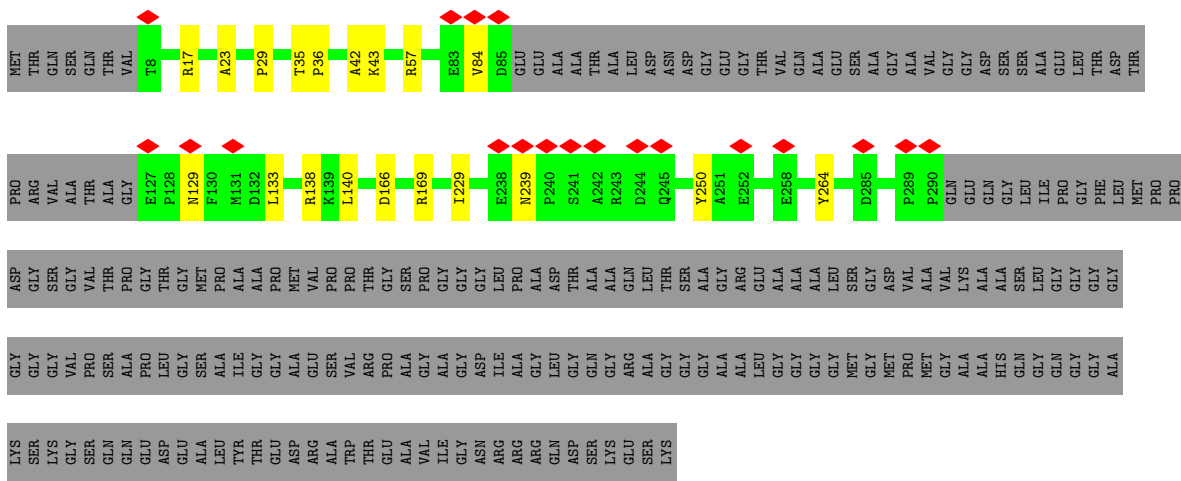 MET THR GLN SER GLN THR VAL T8 R17 A23 P29 T35 P36 A42 K43 R57 E83 V84 D85 GLU GLU ALA ALA THR ALA LEU ASP ASN ASP GLY GLU GLY THR VAL GLN ALA GLU SER ALA GLY ALA VAL GLY GLY ASP SER SER ALA GLU LEU THR ASP THR
PRO ARG VAL ALA THR ALA GLY E127 P128 N129 F130 M131 D132 L133 R138 K139 L140 D166 R169 I229 E238 N239 P240 S241 A242 R243 D244 Q245 Y250 A251 E252 E258 Y264 D285 P289 P290 GLN GLU GLN GLY LEU ILE PRO GLY PHE LEU MET PRO PRO
ASP GLY SER GLY VAL THR PRO GLY THR GLY MET PRO ALA ALA PRO MET VAL PRO PRO THR GLY SER PRO GLY GLY GLY LEU PRO ALA ASP THR ALA ALA GLN LEU THR SER ALA GLY ARG GLU ALA ALA ALA LEU SER GLY ASP VAL ALA VAL LYS ALA ALA SER LEU GLY GLY GLY GLY
GLY GLY GLY VAL PRO SER ALA PRO LEU GLY SER ALA ILE GLY GLY ALA GLU SER VAL ARG PRO ALA GLY ALA GLY ASP ILE ALA GLY LEU GLY GLN GLY ARG ALA GLY GLY GLY ALA ALA LEU GLY GLY GLY GLY MET GLY MET PRO MET GLY ALA ALA HIS GLN GLY GLN GLY GLY ALA
LYS SER LYS GLY SER GLN GLN GLU ASP GLU ALA LEU TYR THR GLU ASP ARG ALA TRP THR GLU ALA VAL ILE GLY ASN ARG ARG ARG GLN ASP SER LYS GLU SER LYS